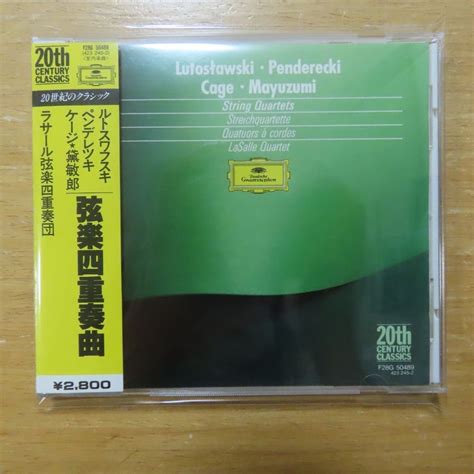 20th
CENTURY
CLASSICS
F28G 50489
(423 245-2)
20世紀のクラシック
ルトスワフスキ
ペンデレツキ
ケージ★黛敏郎
弦楽四重奏曲
ラサール弦楽四重奏団
¥2,800
Lutosławski · Penderecki
Cage · Mayuzumi
String Quartets
Streichquartette
Quatuors à cordes
LaSalle Quartet
Deutsche
Grammophon
20th
CENTURY
CLASSICS
F28G 50489
423 245-2